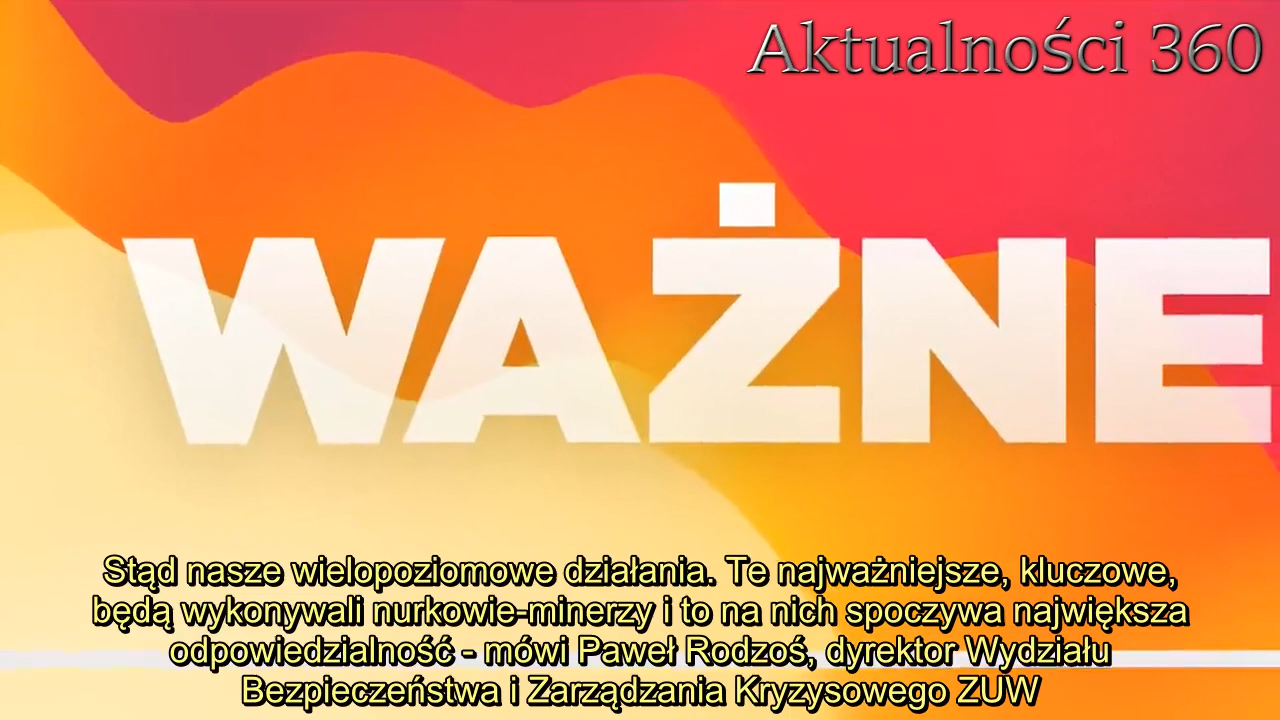 Aktualności 360
WAŻNE
Stąd nasze wielopoziomowe działania. Te najważniejsze, kluczowe,
będą wykonywali nurkowie-minerzy i to na nich spoczywa największa
odpowiedzialność - mówi Paweł Rodzoś, dyrektor Wydziału
Bezpieczeństwa i Zarządzania Kryzysowego ZUW